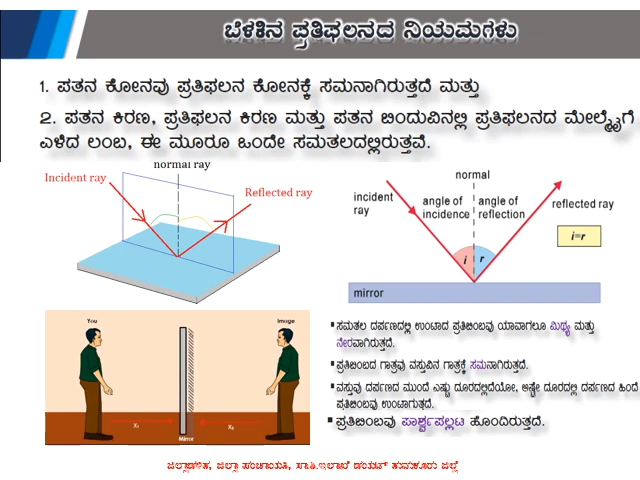 ಬೆಳಕಿನ ಪ್ರತಿಫಲನದ ನಿಯಮಗಳು
1. ಪತನ ಕೋನವು ಪ್ರತಿಫಲನ ಕೋನಕ್ಕೆ ಸಮನಾಗಿರುತ್ತದೆ ಮತ್ತು
2. ಪತನ ಕಿರಣ, ಪ್ರತಿಫಲನ ಕಿರಣ ಮತ್ತು ಪತನ ಬಿಂದುವಿನಲ್ಲಿ ಪ್ರತಿಫಲನದ ಮೇಲ್ಮೈಗೆ
ಎಳೆದ ಲಂಬ, ಈ ಮೂರೂ ಒಂದೇ ಸಮತಲದಲ್ಲಿರುತ್ತವೆ.
normal ray
Incident ray
Reflected ray
normal
incident
ray
angle of
incidence
angle of
reflection
reflected ray
i=r
i
r
mirror
You
Image
X₁
Mirror
▪ಸಮತಲ ದರ್ಪಣದಲ್ಲಿ ಉಂಟಾದ ಪ್ರತಿಬಿಂಬವು ಯಾವಾಗಲೂ ಮಿಥ್ಯ ಮತ್ತು
ನೇರವಾಗಿರುತ್ತದೆ.
▪ಪ್ರತಿಬಿಂಬದ ಗಾತ್ರವು ವಸ್ತುವಿನ ಗಾತ್ರಕ್ಕೆ ಸಮನಾಗಿರುತ್ತದೆ.
▪ವಸ್ತುವು ದರ್ಪಣದ ಮುಂದೆ ಎಷ್ಟು ದೂರದಲ್ಲಿದೆಯೋ, ಅಷ್ಟೇ ದೂರದಲ್ಲಿ ದರ್ಪಣದ ಹಿಂದೆ
ಪ್ರತಿಬಿಂಬವು ಉಂಟಾಗುತ್ತದೆ.
▪ಪ್ರತಿಬಿಂಬವು ಪಾರ್ಶ್ವಪಲ್ಲಟ ಹೊಂದಿರುತ್ತದೆ.
ಜಿಲ್ಲಾ ಪಂಚಾಯತಿ, ತುಮಕೂರು ಜಿಲ್ಲೆ